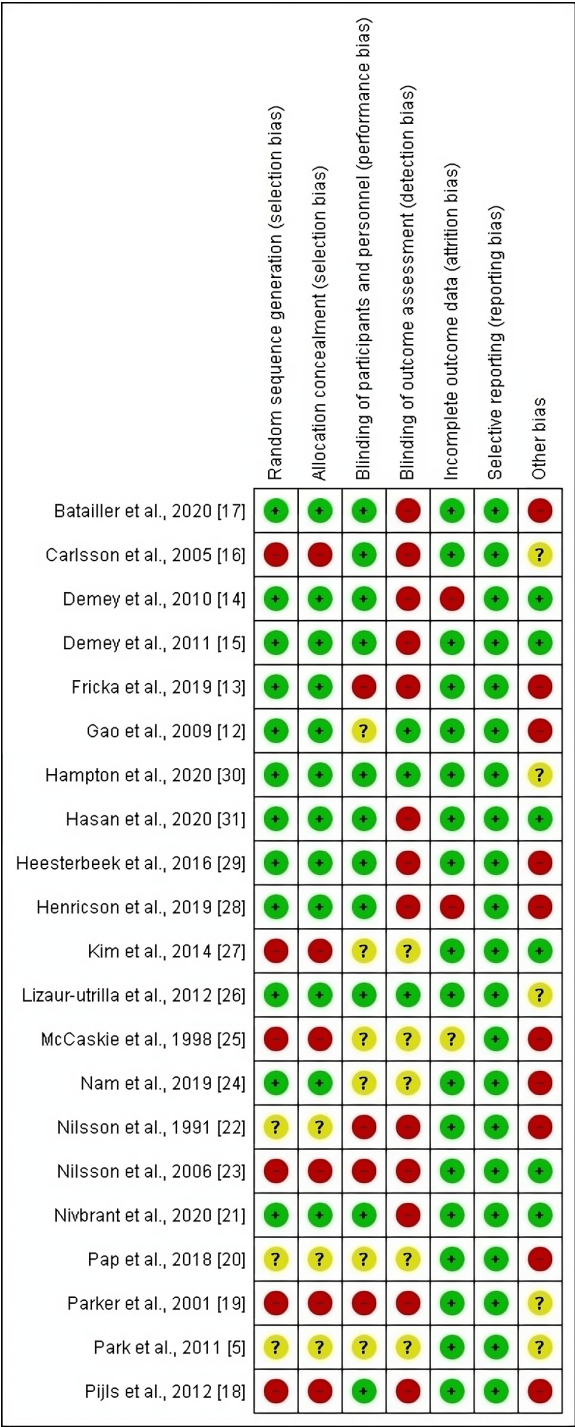 Random sequence generation (selection bias)
Allocation concealment (selection bias)
Blinding of participants and personnel (performance bias)
Blinding of outcome assessment (detection bias)
Incomplete outcome data (attrition bias)
Selective reporting (reporting bias)
Other bias
Batailler et al., 2020 [17] + + + - + + -
Carlsson et al., 2005 [16] - - + - + + ?
Demey et al., 2010 [14] + + + - - + +
Demey et al., 2011 [15] + + + - + + +
Fricka et al., 2019 [13] + + - - + + -
Gao et al., 2009 [12] + + ? + + + -
Hampton et al., 2020 [30] + + + + + + ?
Hasan et al., 2020 [31] + + + - + + +
Heesterbeek et al., 2016 [29] + + + - + + -
Henricson et al., 2019 [28] + + + - - + -
Kim et al., 2014 [27] - - ? ? + + +
Lizaur-utrilla et al., 2012 [26] + + + + + + ?
McCaskie et al., 1998 [25] - - ? ? ? + -
Nam et al., 2019 [24] + + ? ? + + -
Nilsson et al., 1991 [22] ? ? - - + + -
Nilsson et al., 2006 [23] - - - - + + +
Nivbrant et al., 2020 [21] + + + - + + +
Pap et al., 2018 [20] ? ? ? ? + + -
Parker et al., 2001 [19] - - - - + + ?
Park et al., 2011 [5] ? ? ? ? + + ?
Pijls et al., 2012 [18] - - + - + + -